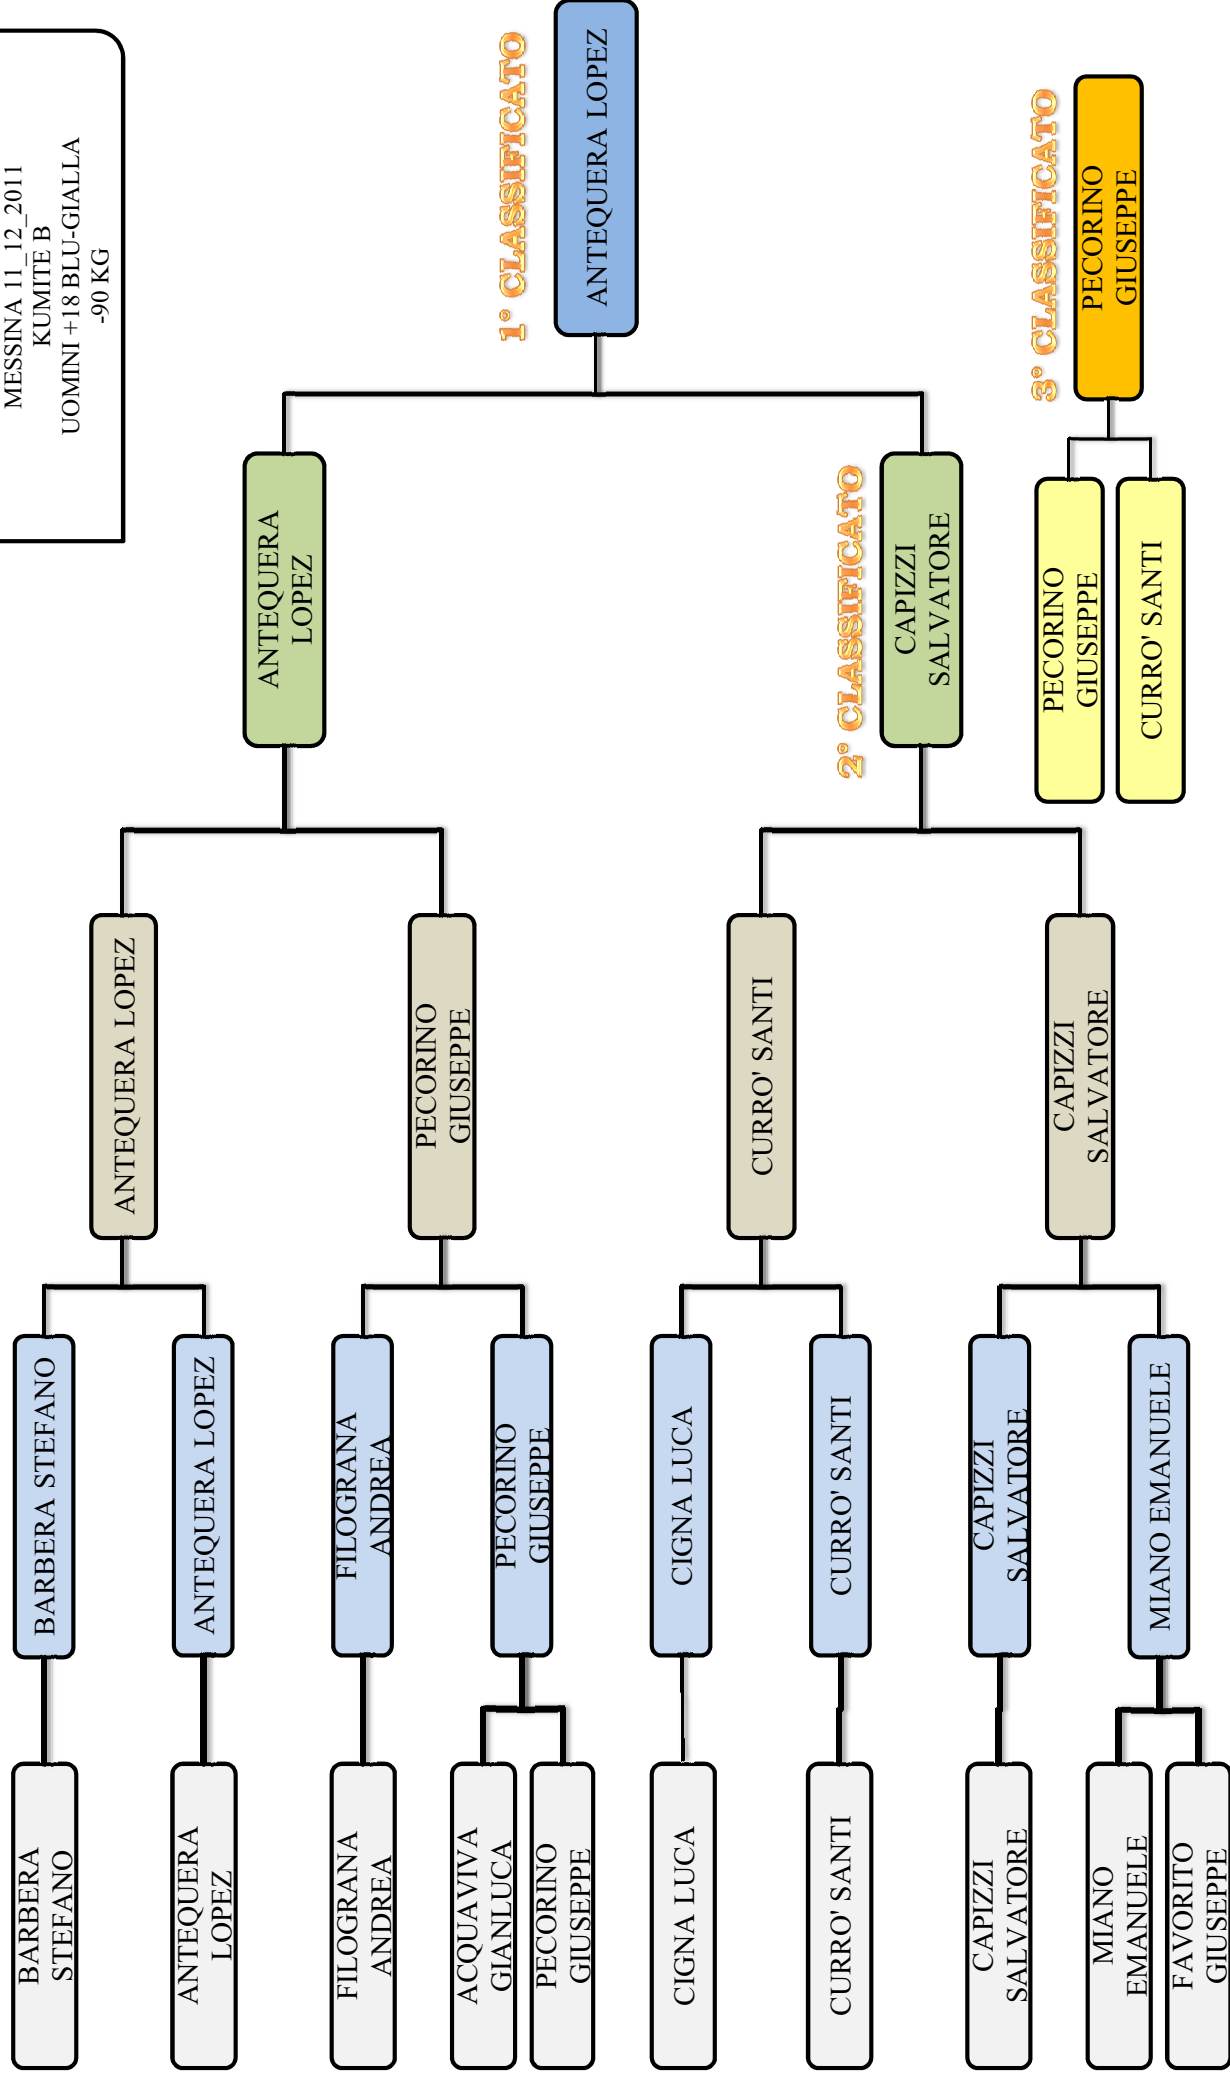 MESSINA 11_12_2011
KUMITE B
UOMINI +18 BLU-GIALLA
-90 KG
BARBERA
STEFANO
ANTEQUERA
LOPEZ
FILOGRANA
ANDREA
ACQUAVIVA
GIANLUCA
PECORINO
GIUSEPPE
CIGNA LUCA
CURRO' SANTI
CAPIZZI
SALVATORE
MIANO
EMANUELE
FAVORITO
GIUSEPPE
BARBERA STEFANO
ANTEQUERA LOPEZ
FILOGRANA
ANDREA
PECORINO
GIUSEPPE
CIGNA LUCA
CURRO' SANTI
CAPIZZI
SALVATORE
MIANO EMANUELE
ANTEQUERA LOPEZ
PECORINO
GIUSEPPE
CURRO' SANTI
CAPIZZI
SALVATORE
ANTEQUERA
LOPEZ
2° CLASSIFICATO
CAPIZZI
SALVATORE
1° CLASSIFICATO
ANTEQUERA LOPEZ
PECORINO
GIUSEPPE
CURRO' SANTI
3° CLASSIFICATO
PECORINO
GIUSEPPE